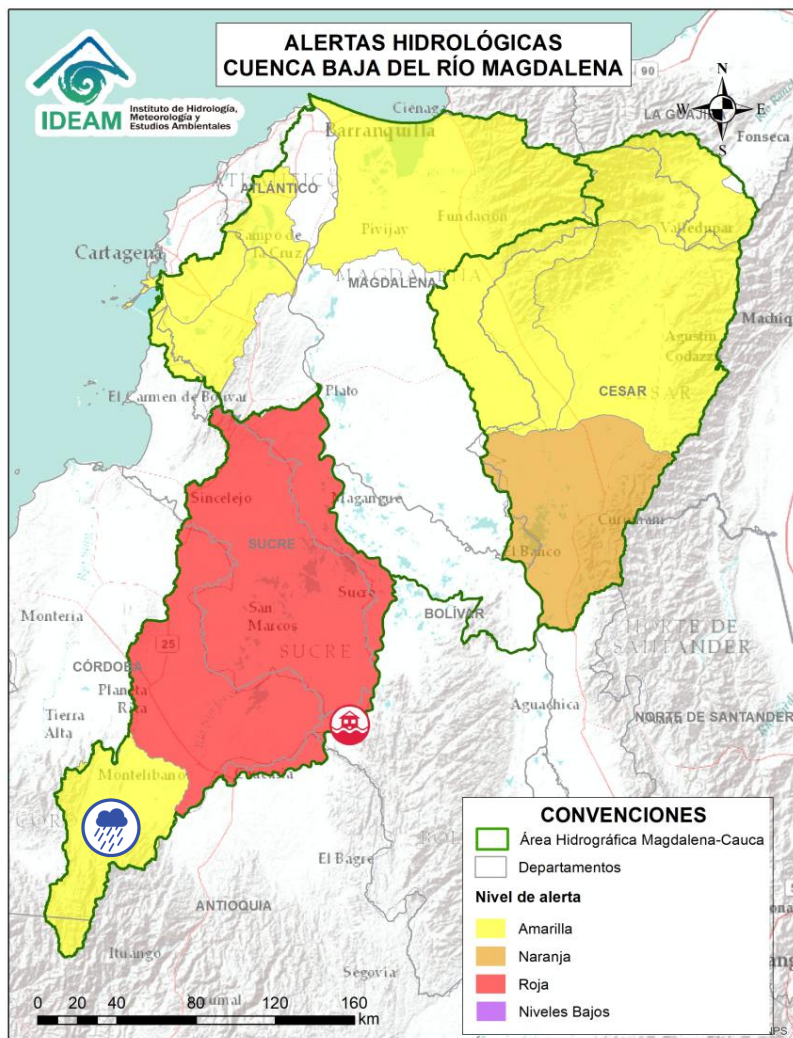 ALERTAS HIDROLÓGICAS
CUENCA BAJA DEL RÍO MAGDALENA
IDEAM
Instituto de Hidrología,
Meteorología y
Estudios Ambientales
N
W E
S
90
Ciénaga
LA GUAJIRA
Barranquilla
Fonseca
ATLÁNTICO
Valledupar
Pivijay
Fundación
Campo de
la Cruz
Cartagena
MAGDALENA
MAGDALENA
Machiq
Agustín
Codazzi
CESAR
El Carmen de Bolívar
Plato
Sincelejo
Magangue
SUCRE
El Banco
Sucre
BOLÍVAR
Montería
San
Marcos
SUCRE
25
NORTE DE
SANTANDER
CÓRDOBA
Planeta
Rica
Tierra
Alta
Aguachica
NORTE DE SANTANDER
Montelibano
Caucasia
El Bagre
ANTIOQUIA
Ituango
Segovia
CONVENCIONES
Área Hidrográfica Magdalena-Cauca
Departamentos
Nivel de alerta
Amarilla
Naranja
Roja
Niveles Bajos
0 20 40 80 120 160
km